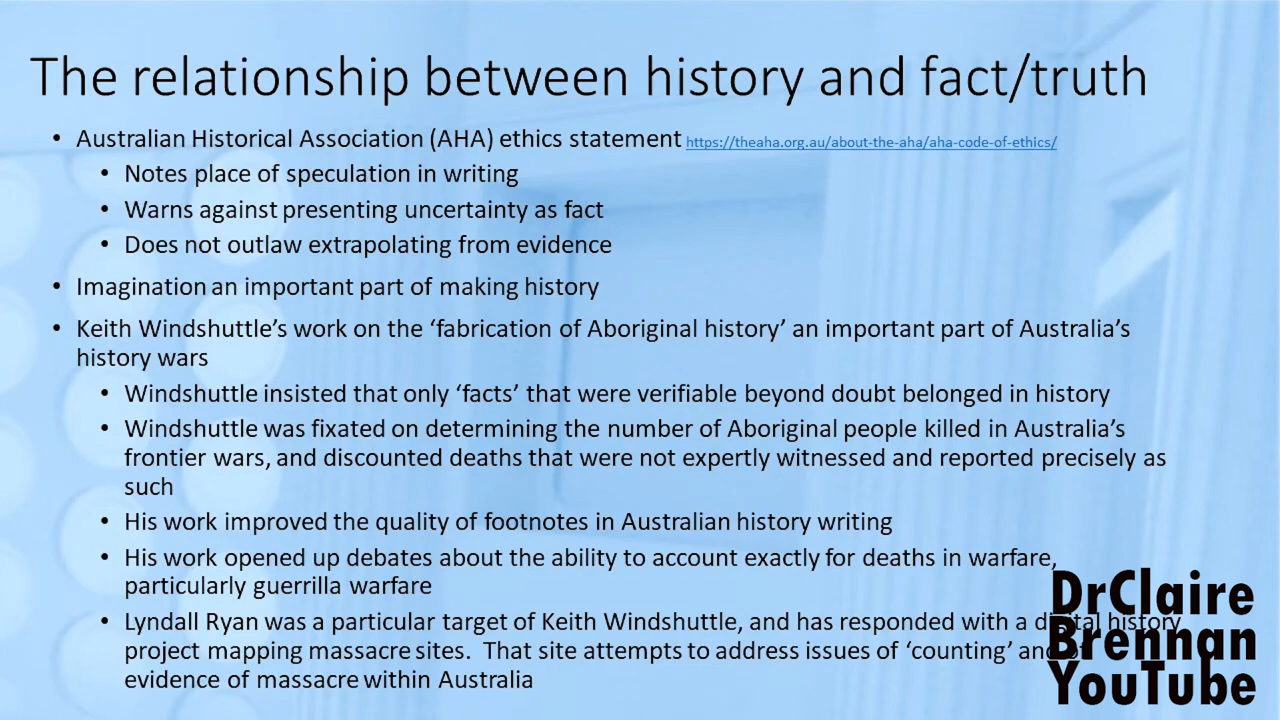 The relationship between history and fact/truth
• Australian Historical Association (AHA) ethics statement https://theaha.org.au/about-the-aha/aha-code-of-ethics/
• Notes place of speculation in writing
• Warns against presenting uncertainty as fact
• Does not outlaw extrapolating from evidence
• Imagination an important part of making history
• Keith Windshuttle’s work on the ‘fabrication of Aboriginal history’ an important part of Australia’s
history wars
• Windshuttle insisted that only ‘facts’ that were verifiable beyond doubt belonged in history
• Windshuttle was fixated on determining the number of Aboriginal people killed in Australia’s
frontier wars, and discounted deaths that were not expertly witnessed and reported precisely as
such
• His work improved the quality of footnotes in Australian history writing
• His work opened up debates about the ability to account exactly for deaths in warfare,
particularly guerrilla warfare
• Lyndall Ryan was a particular target of Keith Windshuttle, and has responded with a digital history
project mapping massacre sites.  That site attempts to address issues of ‘counting’ and
evidence of massacre within Australia
DrClaire
Brennan
YouTube